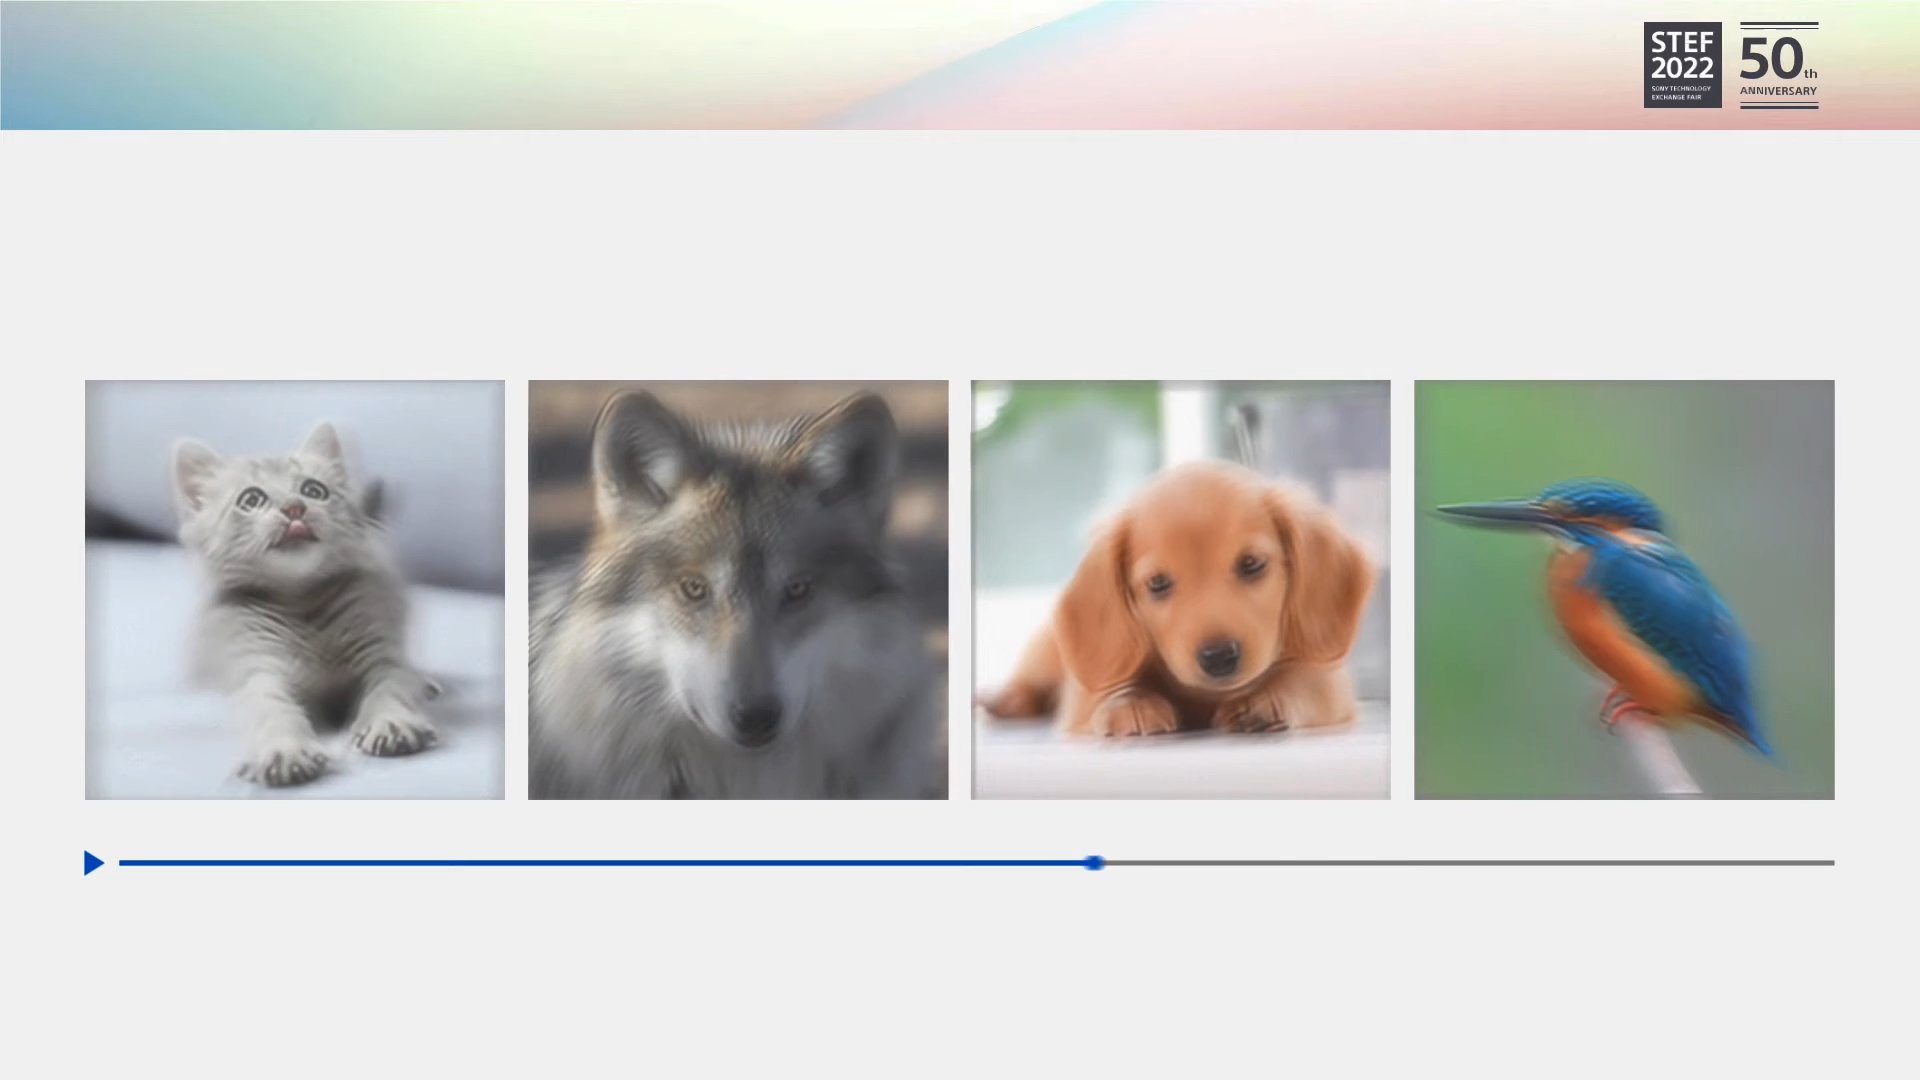 STEF
2022
SONY TECHNOLOGY
EXCHANGE FAIR
50th
ANNIVERSARY